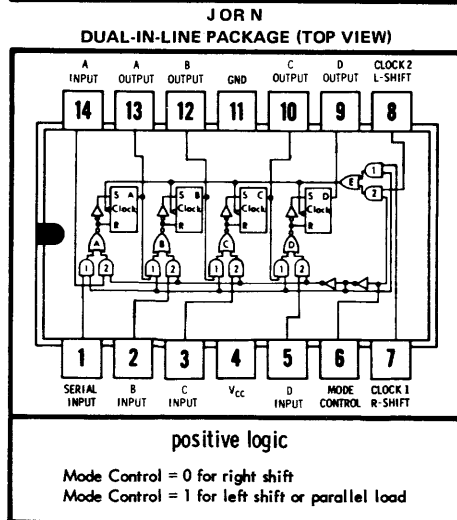 J OR N
DUAL-IN-LINE PACKAGE (TOP VIEW)
A INPUT
A OUTPUT
B OUTPUT
GND
C OUTPUT
D OUTPUT
CLOCK 2 L-SHIFT
14 13 12 11 10 9 8
S A Clock R
S B Clock R
S C Clock R
S D Clock R
E
1
2
A
B
C
D
1 2
1 2
1 2
1 2
1 2 3 4 5 6 7
SERIAL INPUT
B INPUT
C INPUT
VCC
D INPUT
MODE CONTROL
CLOCK 1 R-SHIFT
positive logic
Mode Control = 0 for right shift
Mode Control = 1 for left shift or parallel load